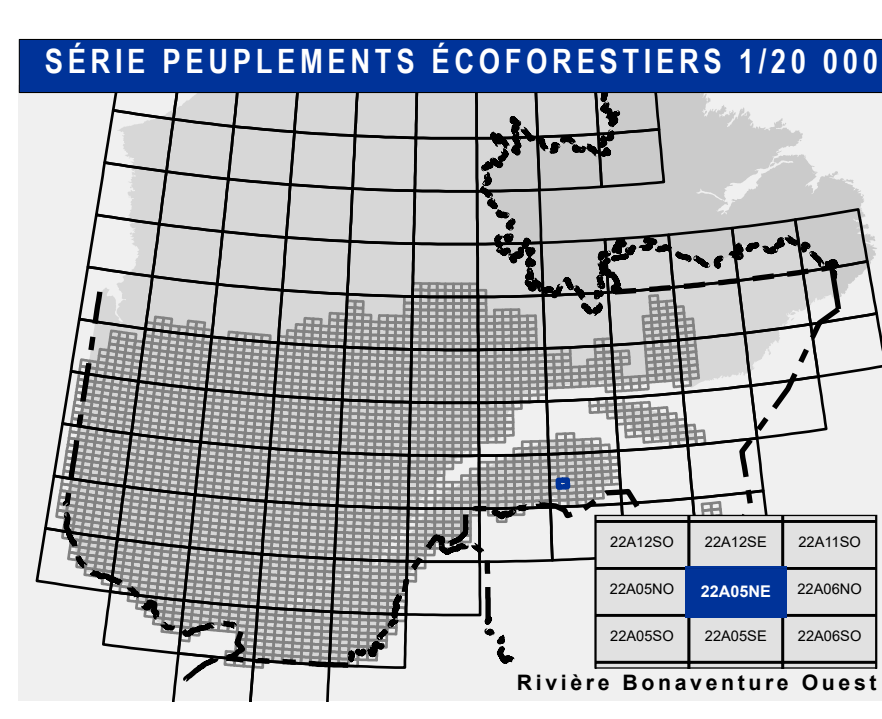 SÉRIE PEUPLEMENTS ÉCOFORESTIERS 1/20 000
22A12SO 22A12SE 22A11SO
22A05NO 22A05NE 22A06NO
22A05SO 22A05SE 22A06SO
Rivière Bonaventure Ouest